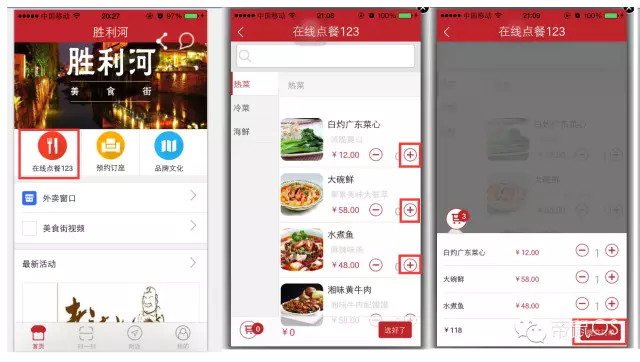 中国移动 20:27 97%
胜利河
胜利河
美食街
在线点餐123
预约订座
品牌文化
外卖窗口
美食街视频
最新活动
首页
扫一扫
附近
我的
中国移动 21:08 100%
在线点餐123
热菜
热菜
冷菜
海鲜
白灼广东菜心
清脆爽口
¥12.00
0
大碗鲜
¥58.00
水煮鱼
¥48.00
湘味黄牛肉
0
¥0
选好了
中国移动 21:09 100%
在线点餐123
3
白灼广东菜心 ¥12.00 1
大碗鲜 ¥58.00 1
水煮鱼 ¥48.00 1
¥118